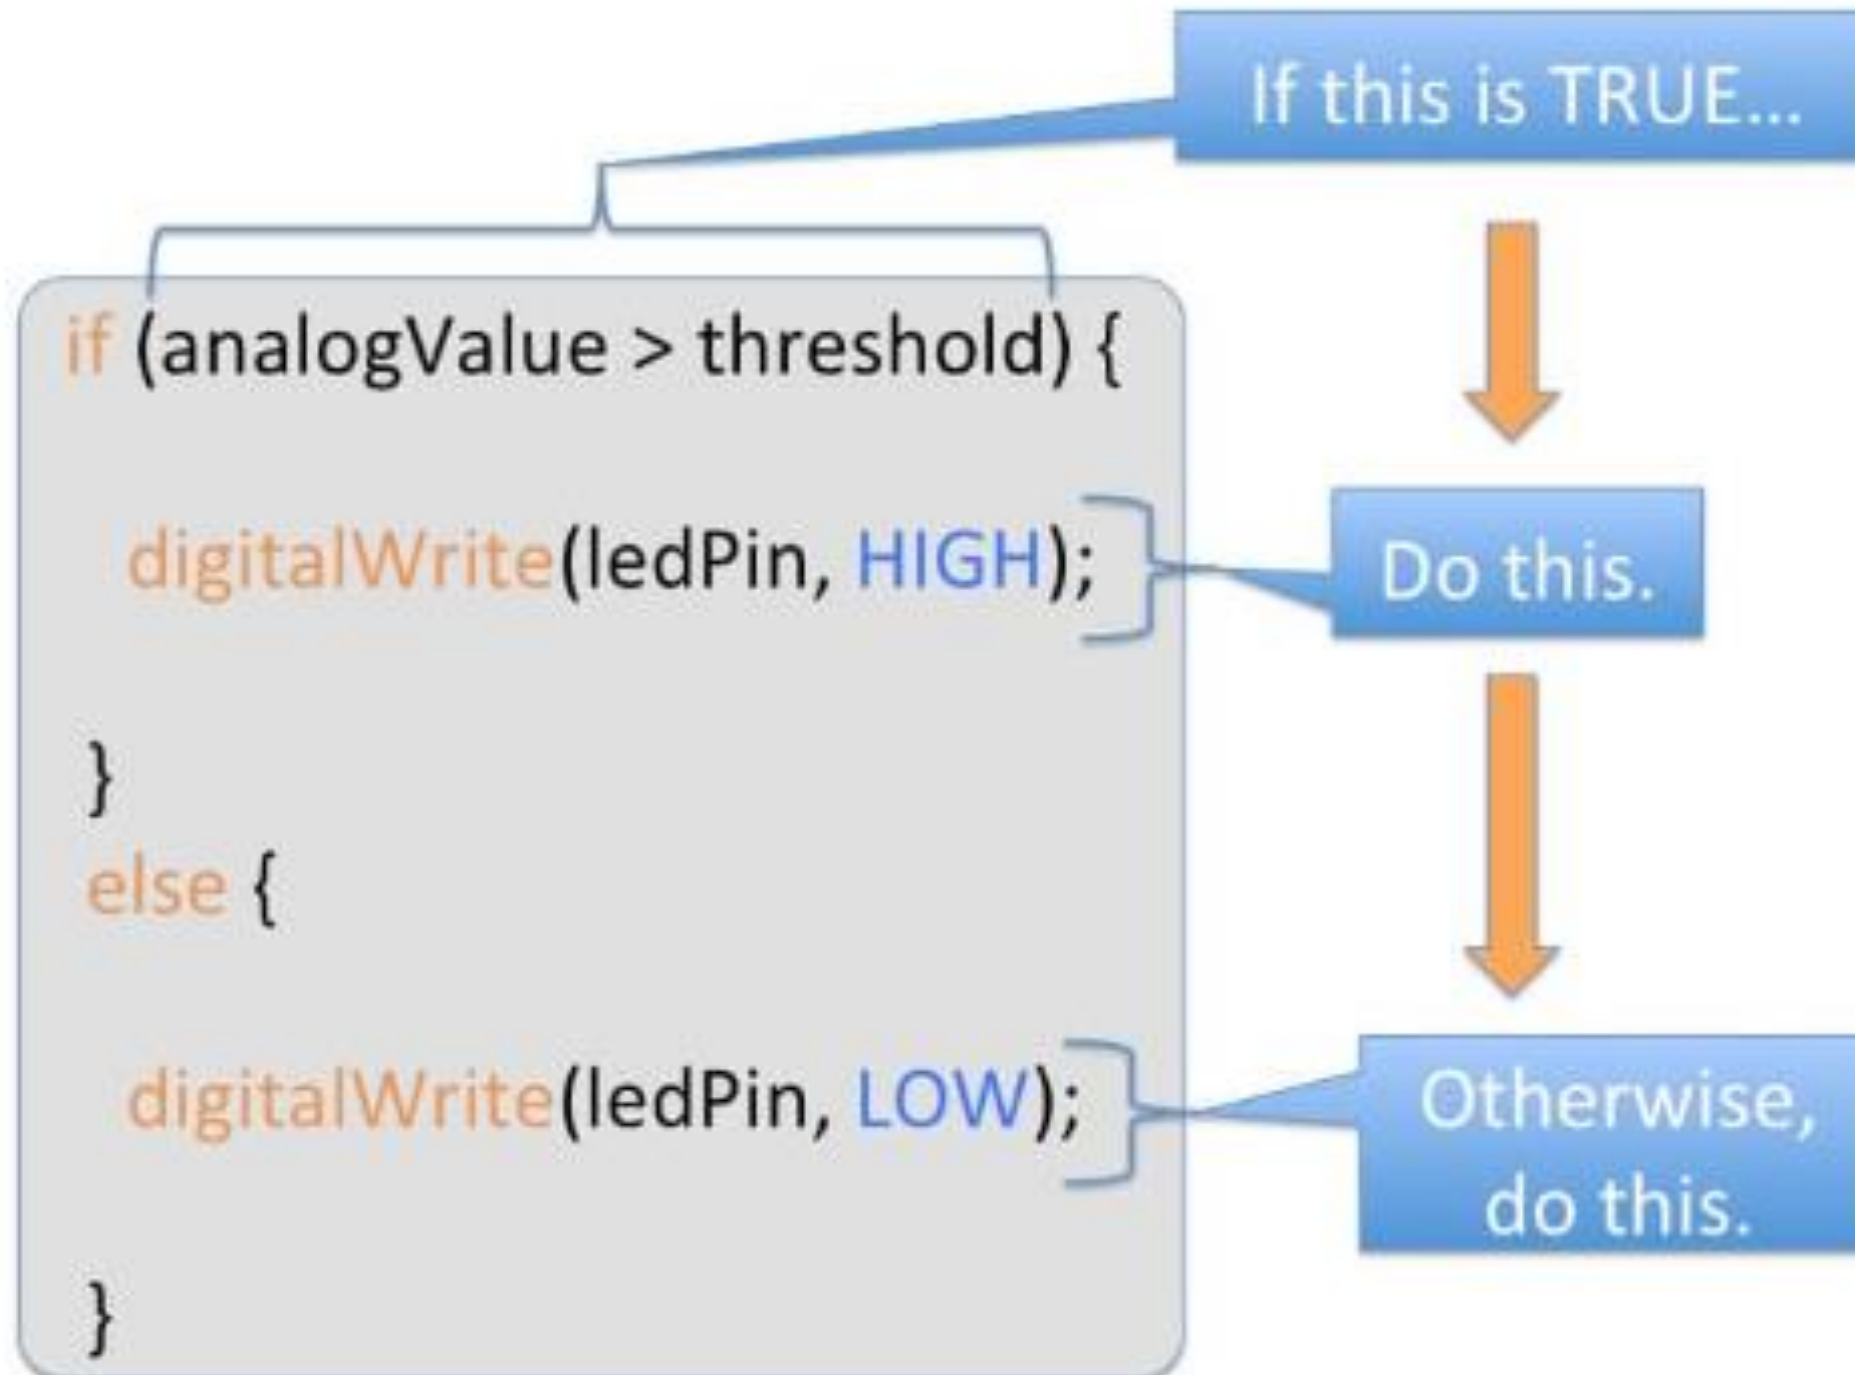 If this is TRUE...
if (analogValue > threshold) {
digitalWrite(ledPin, HIGH);
Do this.
}
else {
digitalWrite(ledPin, LOW);
Otherwise,
do this.
}